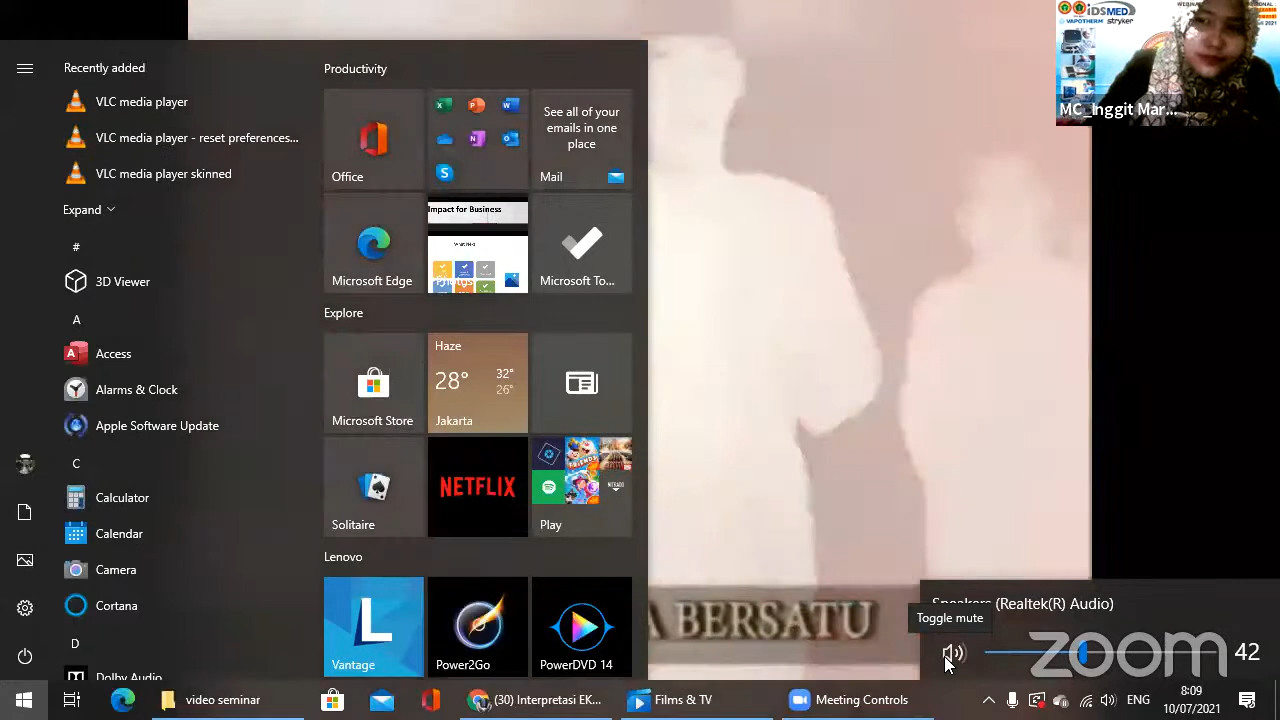 Recently added
VLC media player
VLC media player - reset preferences...
VLC media player skinned
Expand
#
3D Viewer
A
Access
Alarms & Clock
Apple Software Update
C
Calculator
Calendar
Camera
Cortana
D
Dolby Audio
Productivity
Office
See all of your emails in one place
Mail
Microsoft Edge
Impact for Business
Photos
Microsoft To...
Explore
Microsoft Store
Haze
28° 32°
26°
Jakarta
Solitaire
NETFLIX
Play
Lenovo
L
Vantage
Power2Go
PowerDVD 14
A BERSATU
iDSMED
VAPOTHERM stryker
MC_Inggit Mar...
Speakers (Realtek(R) Audio)
Toggle mute
42
zoom
video seminar
(30) Interpretasi EK...
Films & TV
Meeting Controls
ENG
8:09
10/07/2021